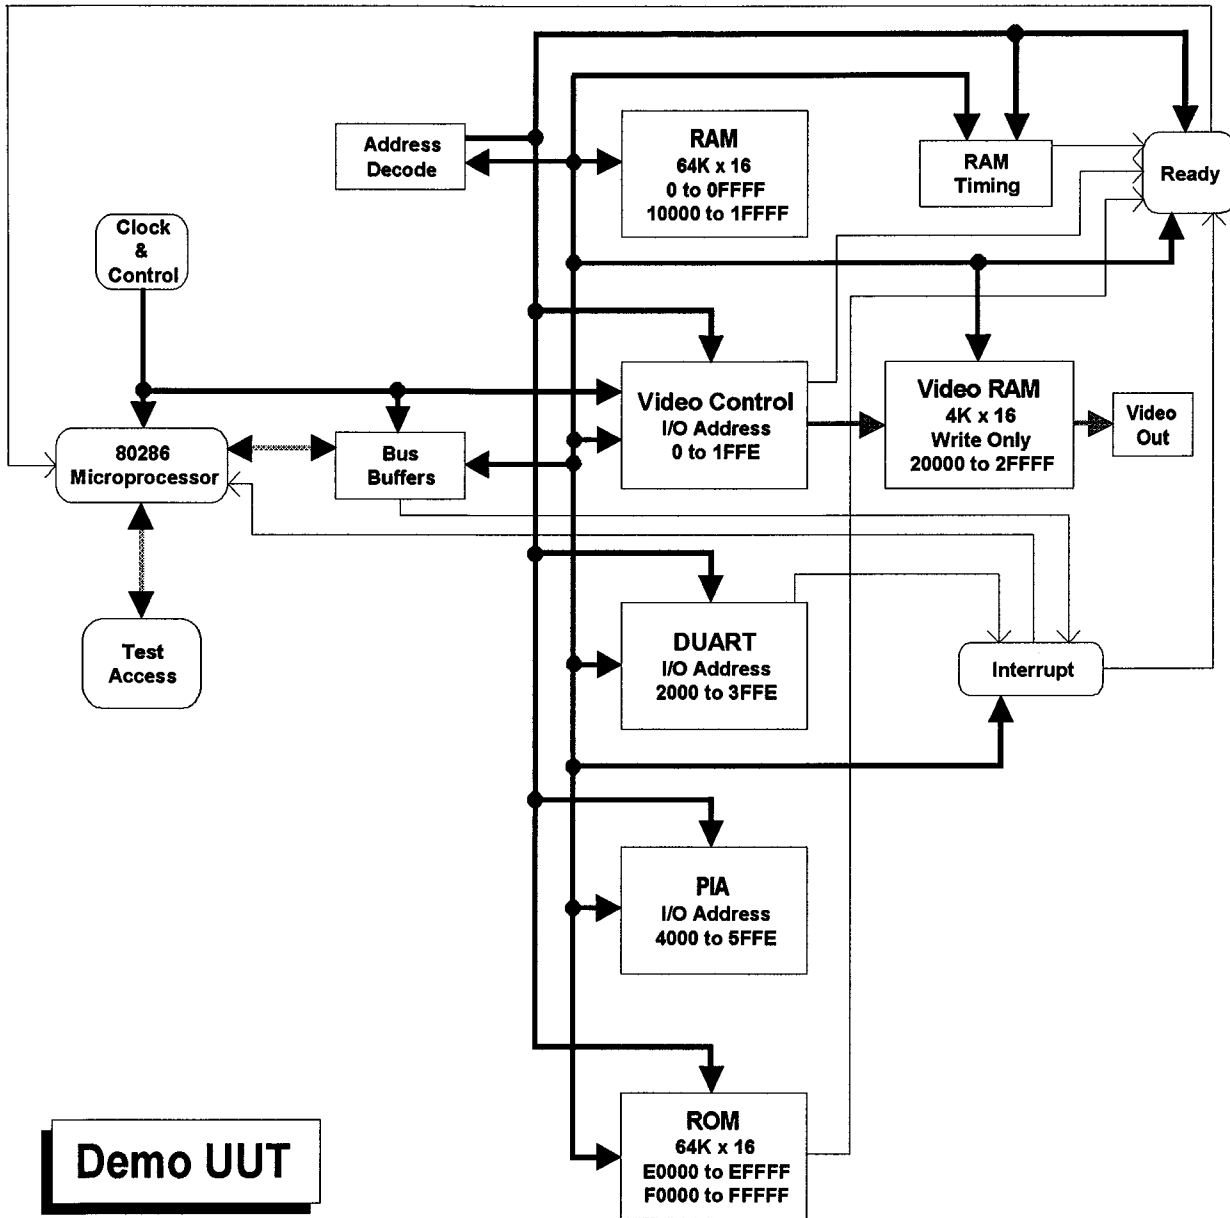 Address
Decode
RAM
64K x 16
0 to 0FFFF
10000 to 1FFFF
RAM
Timing
Ready
Clock
&
Control
80286
Microprocessor
Bus
Buffers
Video Control
I/O Address
0 to 1FFE
Video RAM
4K x 16
Write Only
20000 to 2FFFF
Video
Out
Test
Access
DUART
I/O Address
2000 to 3FFE
Interrupt
PIA
I/O Address
4000 to 5FFE
ROM
64K x 16
E0000 to EFFFF
F0000 to FFFFF
Demo UUT